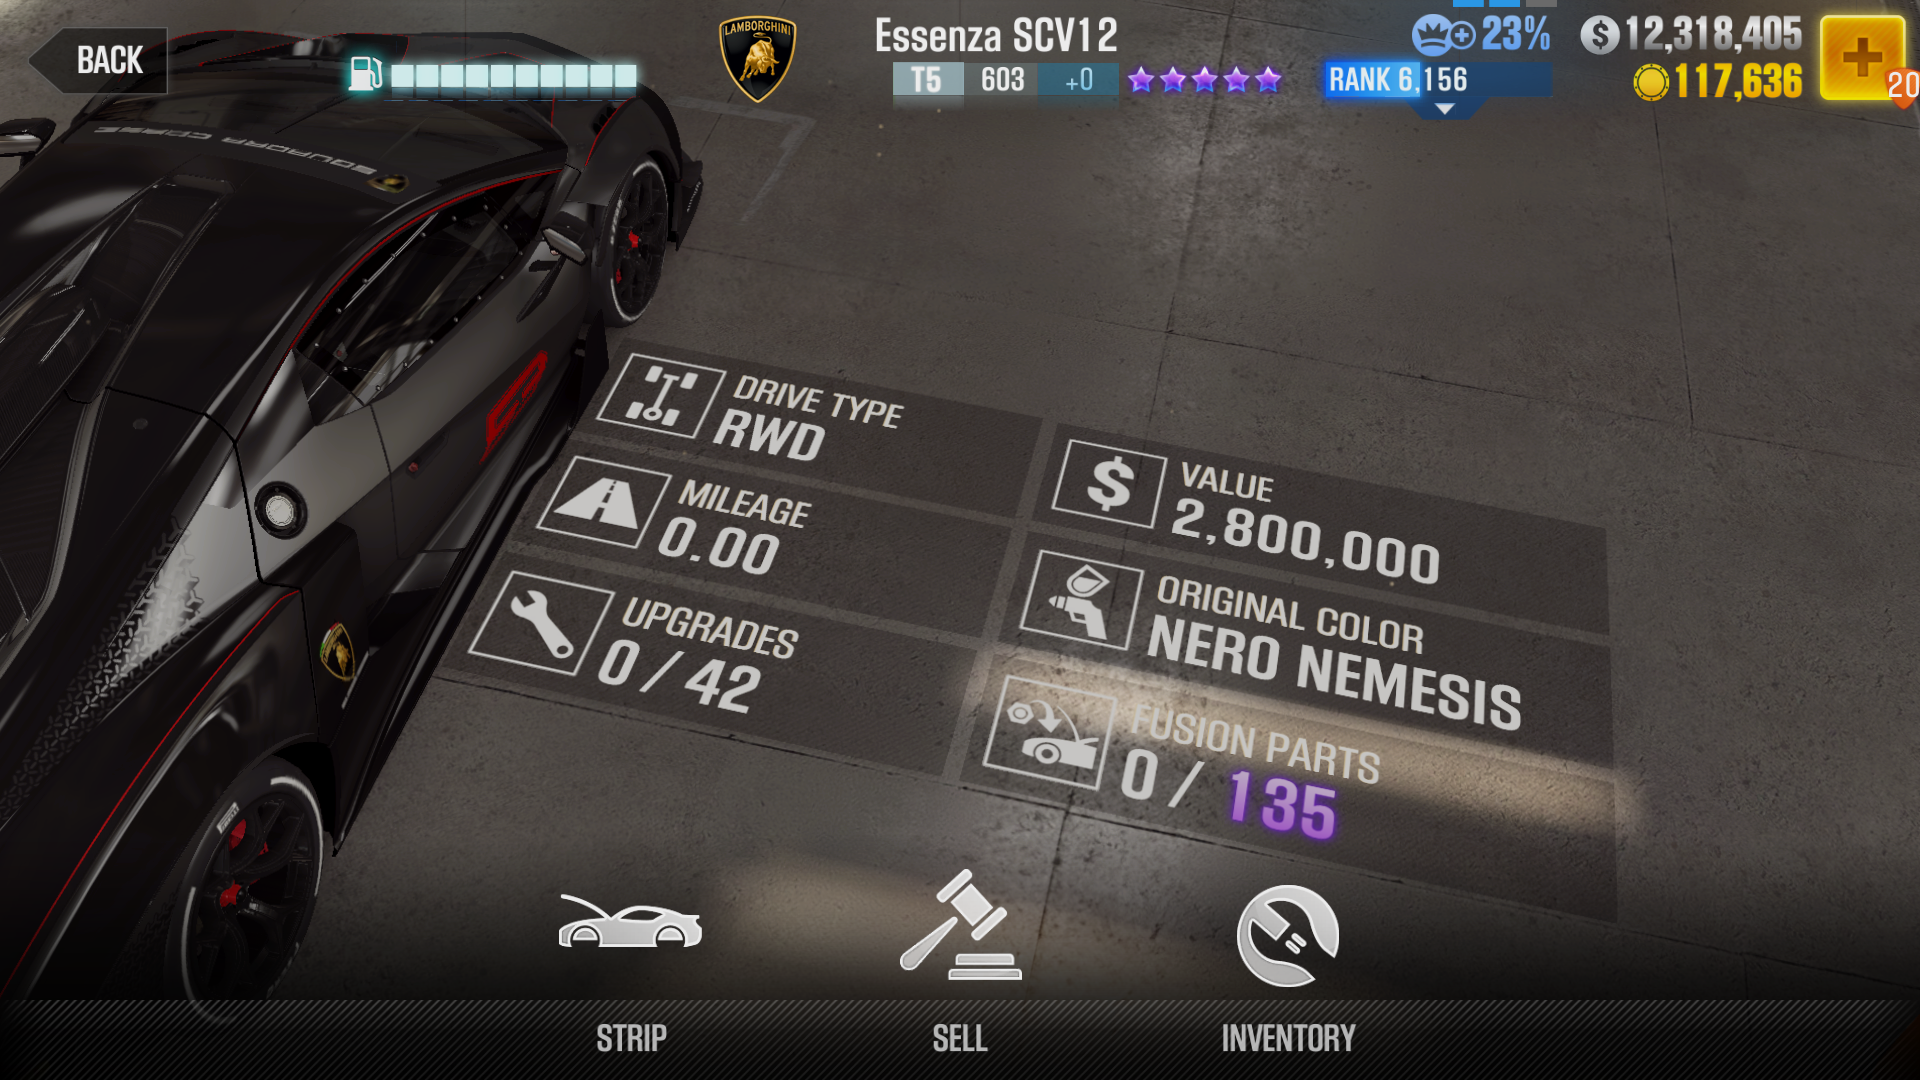 BACK
LAMBORGHINI
Essenza SCV12
T5 603 +0
23%
RANK 6,156
12,318,405
117,636
20
SQUADRA CORSE
DRIVE TYPE
RWD
MILEAGE
0.00
UPGRADES
0 / 42
VALUE
2,800,000
ORIGINAL COLOR
NERO NEMESIS
FUSION PARTS
0 / 135
STRIP
SELL
INVENTORY